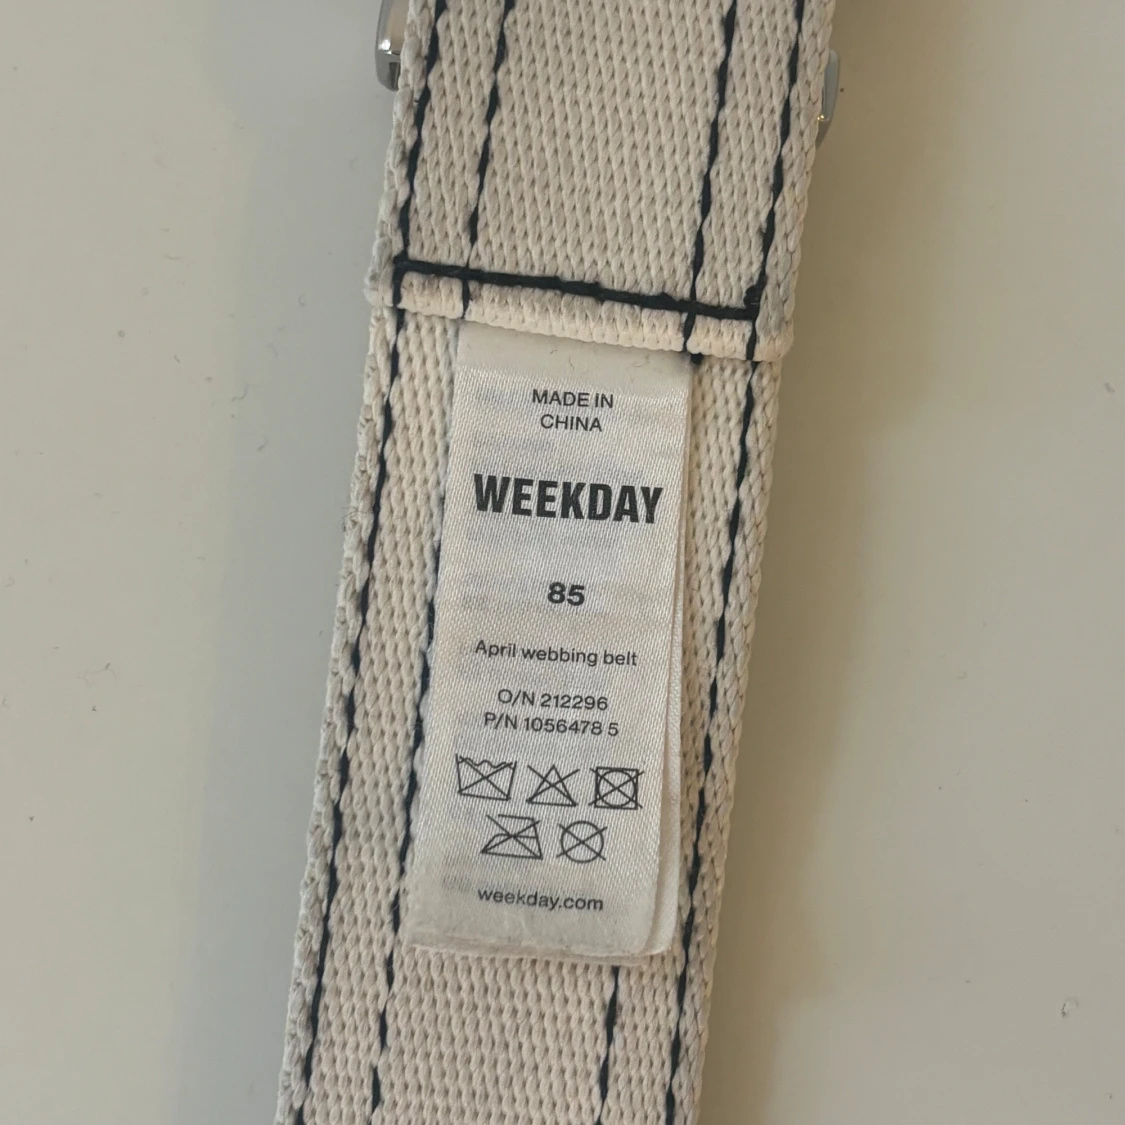 MADE IN
CHINA
WEEKDAY
85
April webbing belt
O/N 212296
P/N 1056478 5
weekday.com